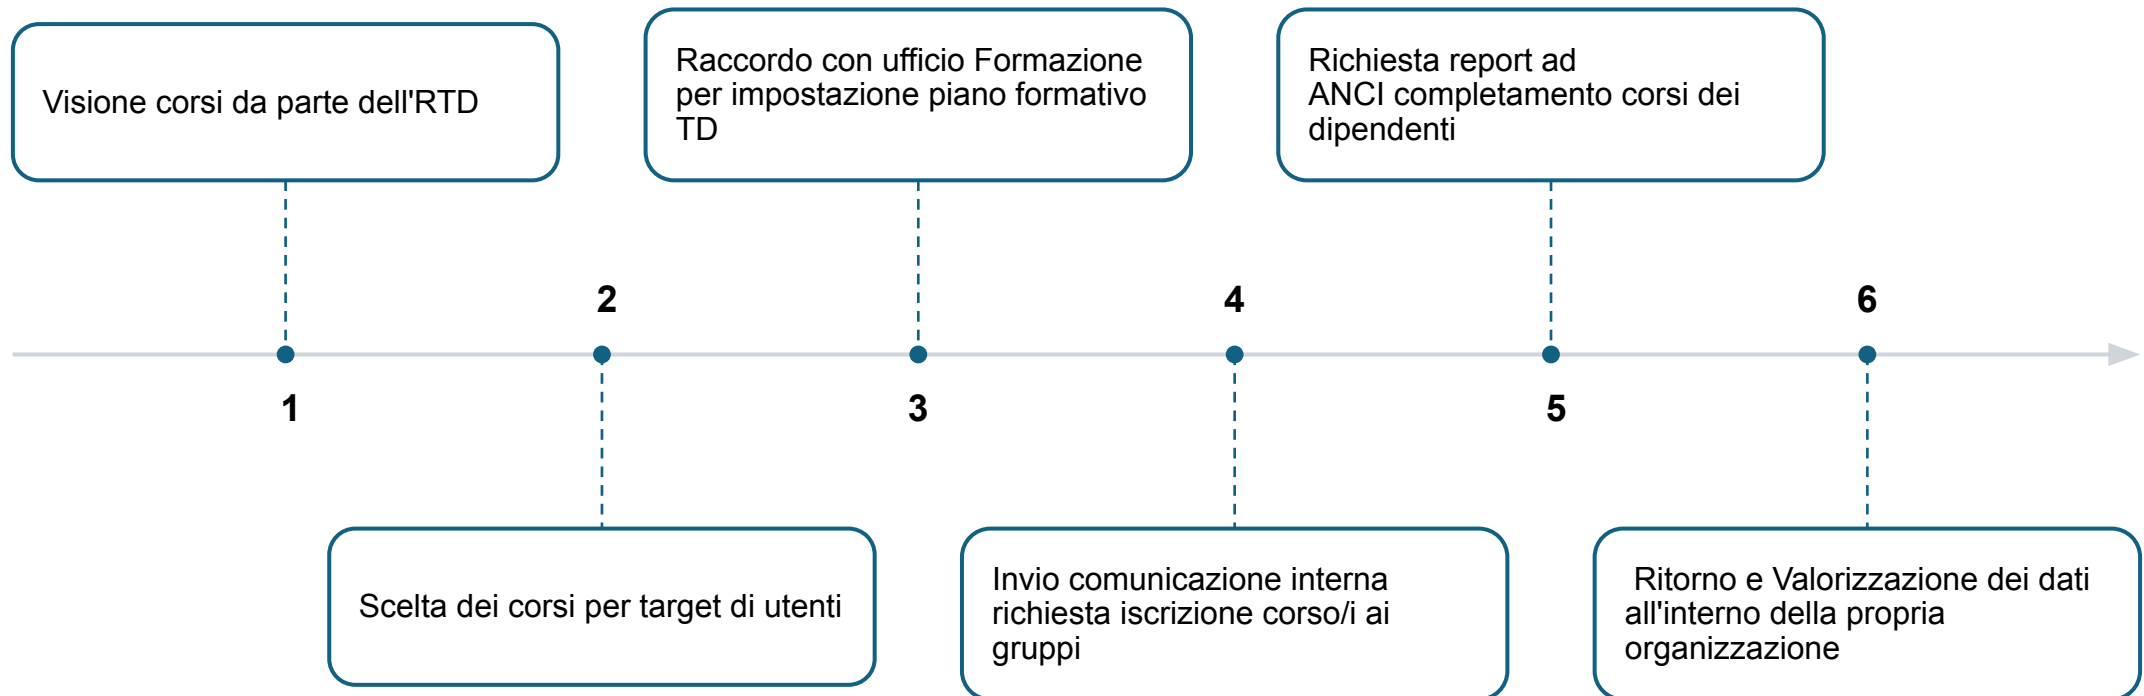 Visione corsi da parte dell'RTD
Raccordo con ufficio Formazione
per impostazione piano formativo
TD
Richiesta report ad
ANCI completamento corsi dei
dipendenti
2
4
6
1
3
5
Scelta dei corsi per target di utenti
Invio comunicazione interna
richiesta iscrizione corso/i ai
gruppi
Ritorno e Valorizzazione dei dati
all'interno della propria
organizzazione